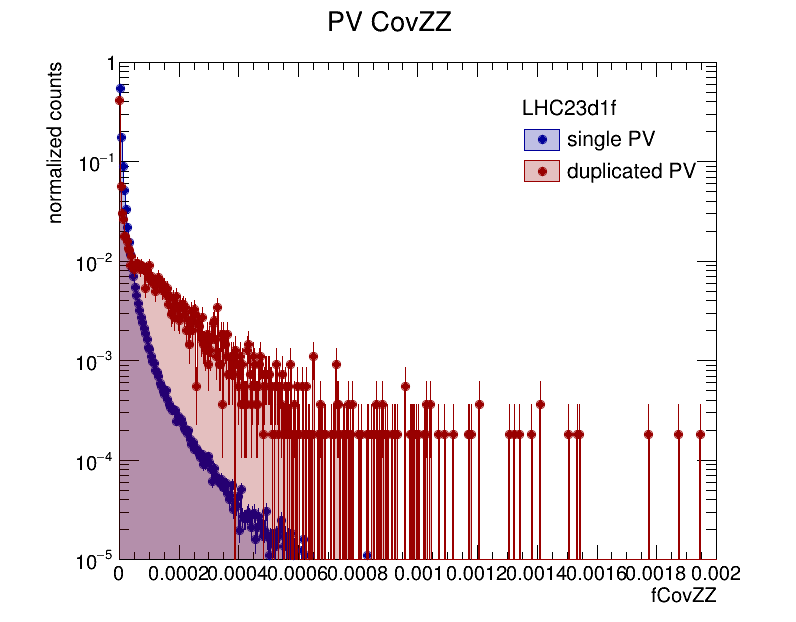 PV CovZZ
normalized counts
LHC23d1f
single PV
duplicated PV
1
10⁻¹
10⁻²
10⁻³
10⁻⁴
10⁻⁵
0 0.0002 0.0004 0.0006 0.0008 0.001 0.0012 0.0014 0.0016 0.0018 0.002
fCovZZ